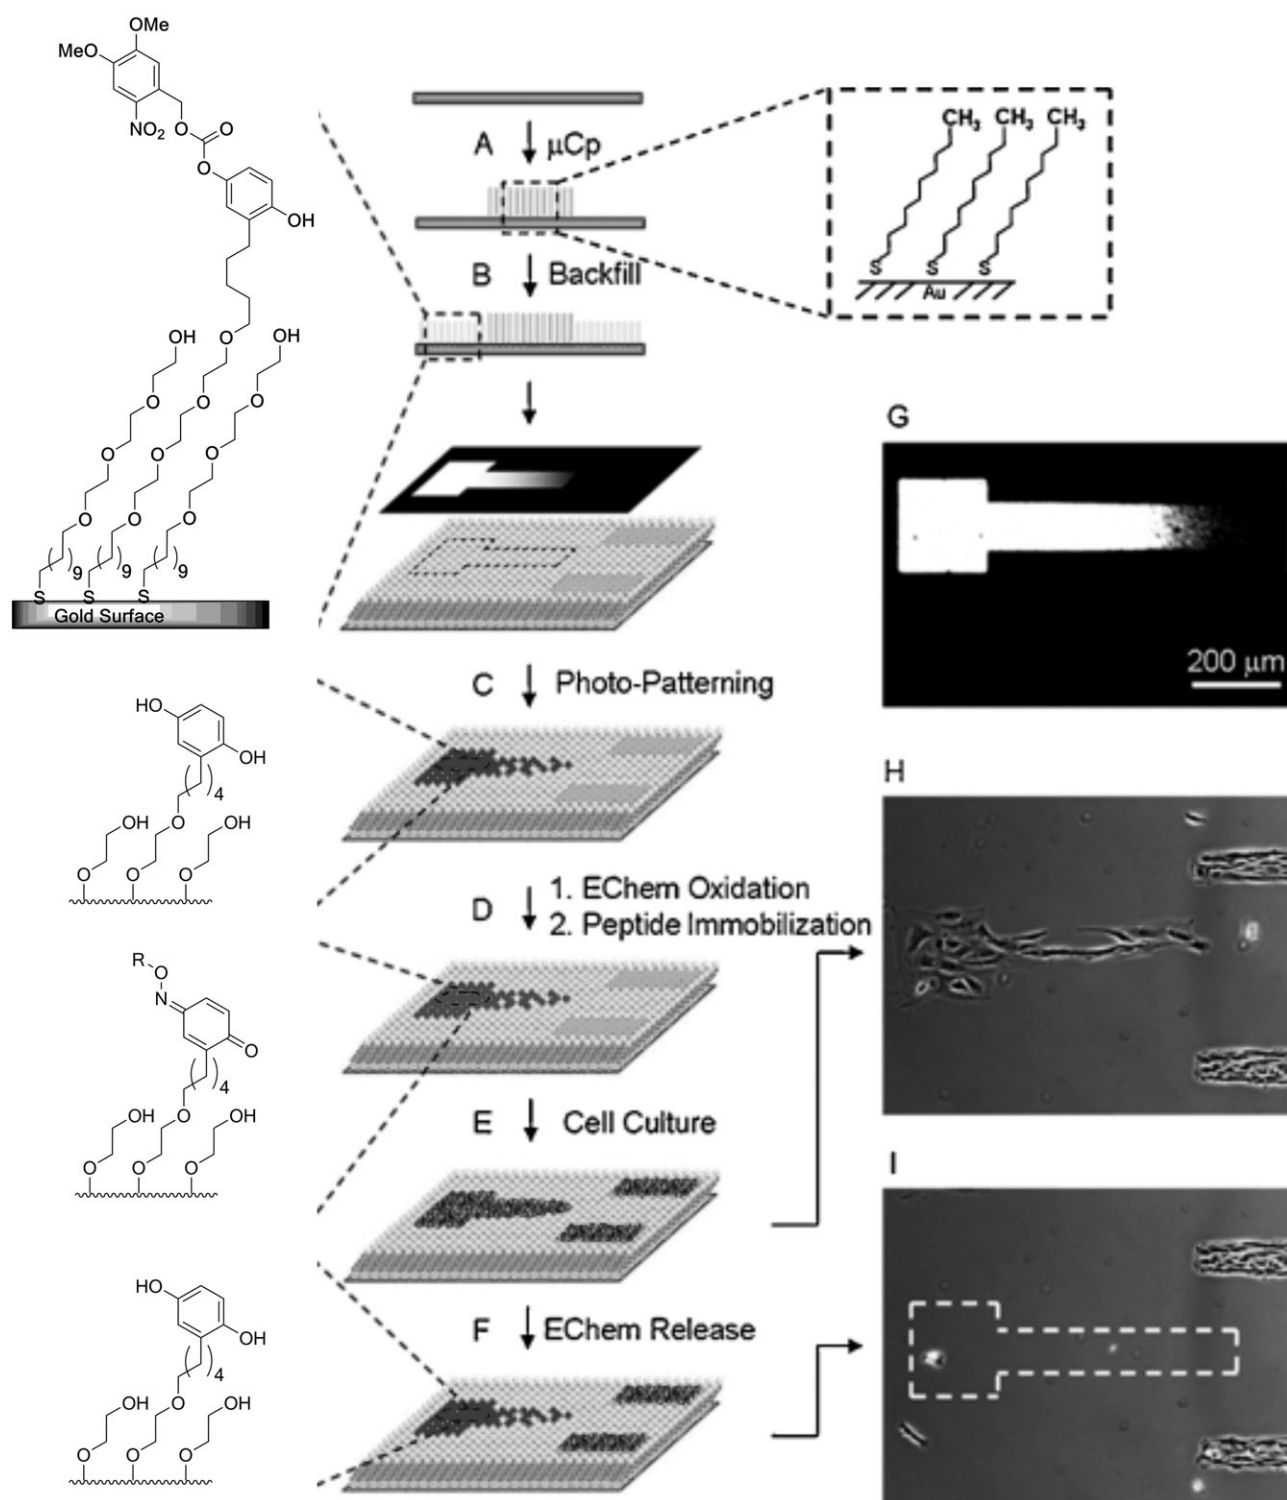 OMe
MeO
NO₂
O
O
O
OH
O
OH
OH
O
O
O
O
O
O
O
O
O
9
9
9
S
S
S
Gold Surface
A
μCp
B
Backfill
CH₃
CH₃
CH₃
S
S
S
Au
G
200 μm
C
Photo-Patterning
HO
OH
4
O
OH
OH
O
O
O
H
D
1. EChem Oxidation
2. Peptide Immobilization
R
O
N
O
4
O
OH
OH
O
O
O
E
Cell Culture
I
F
EChem Release
HO
OH
4
O
OH
OH
O
O
O